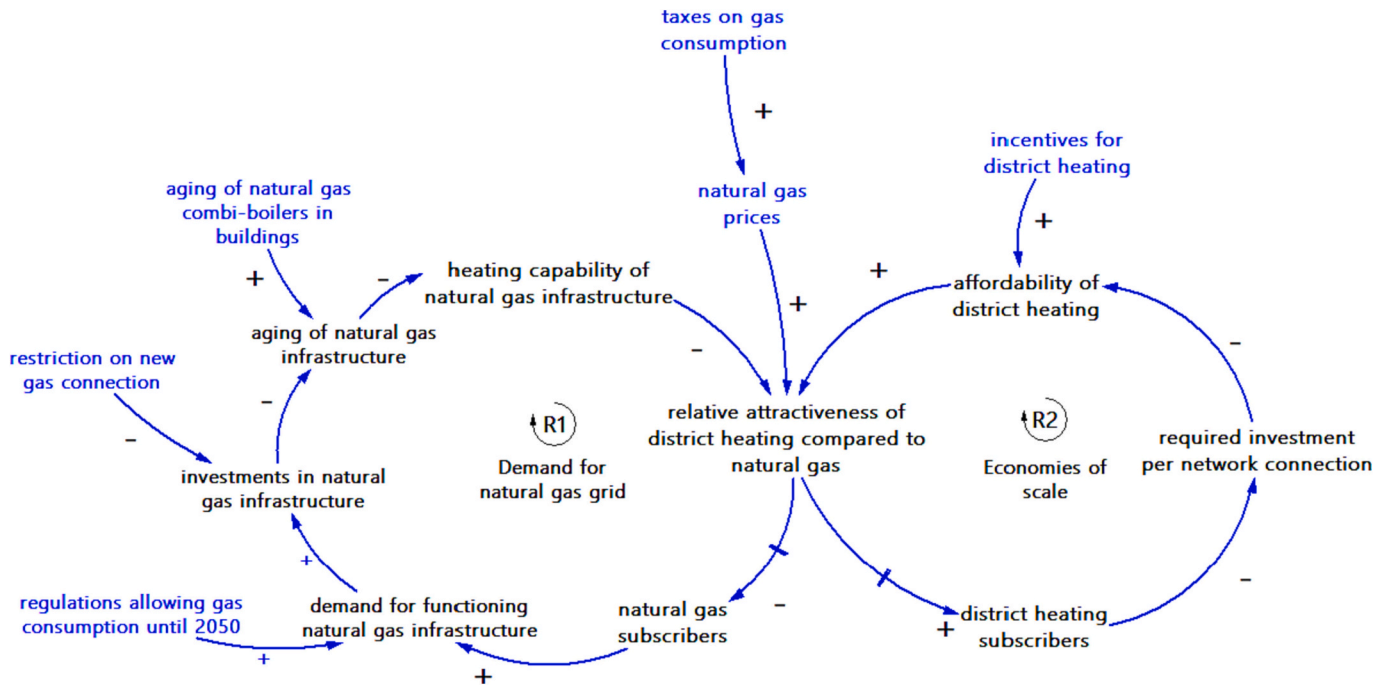 taxes on gas
consumption
+
incentives for
district heating
natural gas
prices
aging of natural gas
combi-boilers in
buildings
+
+
-
heating capability of
natural gas infrastructure
+
affordability of
district heating
+
aging of natural gas
infrastructure
-
-
restriction on new
gas connection
-
-
relative attractiveness of
district heating compared to
natural gas
R1
Demand for
natural gas grid
R2
Economies of
scale
required investment
per network connection
investments in natural
gas infrastructure
+
-
regulations allowing gas
consumption until 2050
+
demand for functioning
natural gas infrastructure
+
natural gas
subscribers
-
+
district heating
subscribers